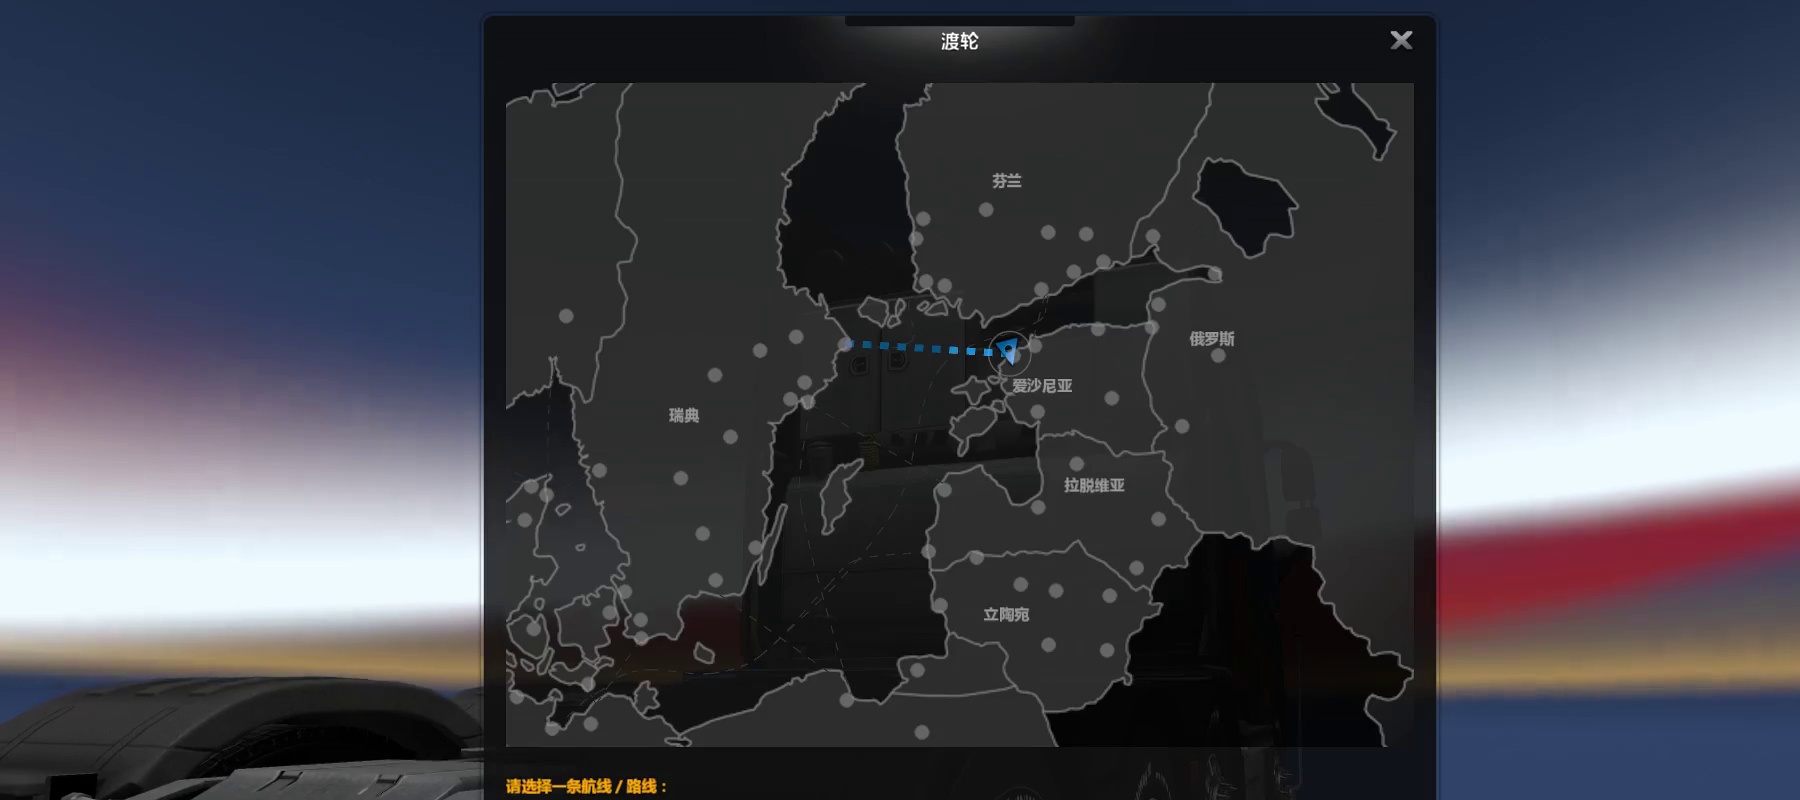 渡轮
芬兰
俄罗斯
爱沙尼亚
瑞典
拉脱维亚
立陶宛
请选择一条航线 / 路线：